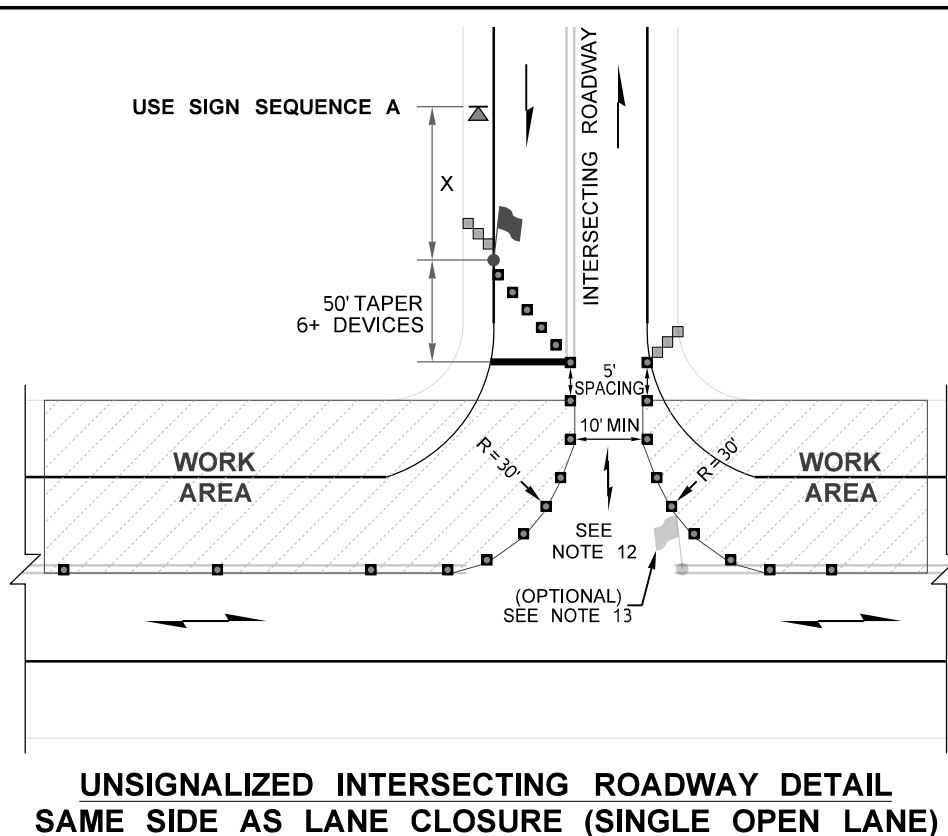 USE SIGN SEQUENCE A
X
INTERSECTING ROADWAY
50' TAPER
6+ DEVICES
5'
SPACING
10' MIN
R = 30'
R = 30'
WORK
AREA
WORK
AREA
SEE
NOTE 12
(OPTIONAL)
SEE NOTE 13
UNSIGNALIZED INTERSECTING ROADWAY DETAIL
SAME SIDE AS LANE CLOSURE (SINGLE OPEN LANE)